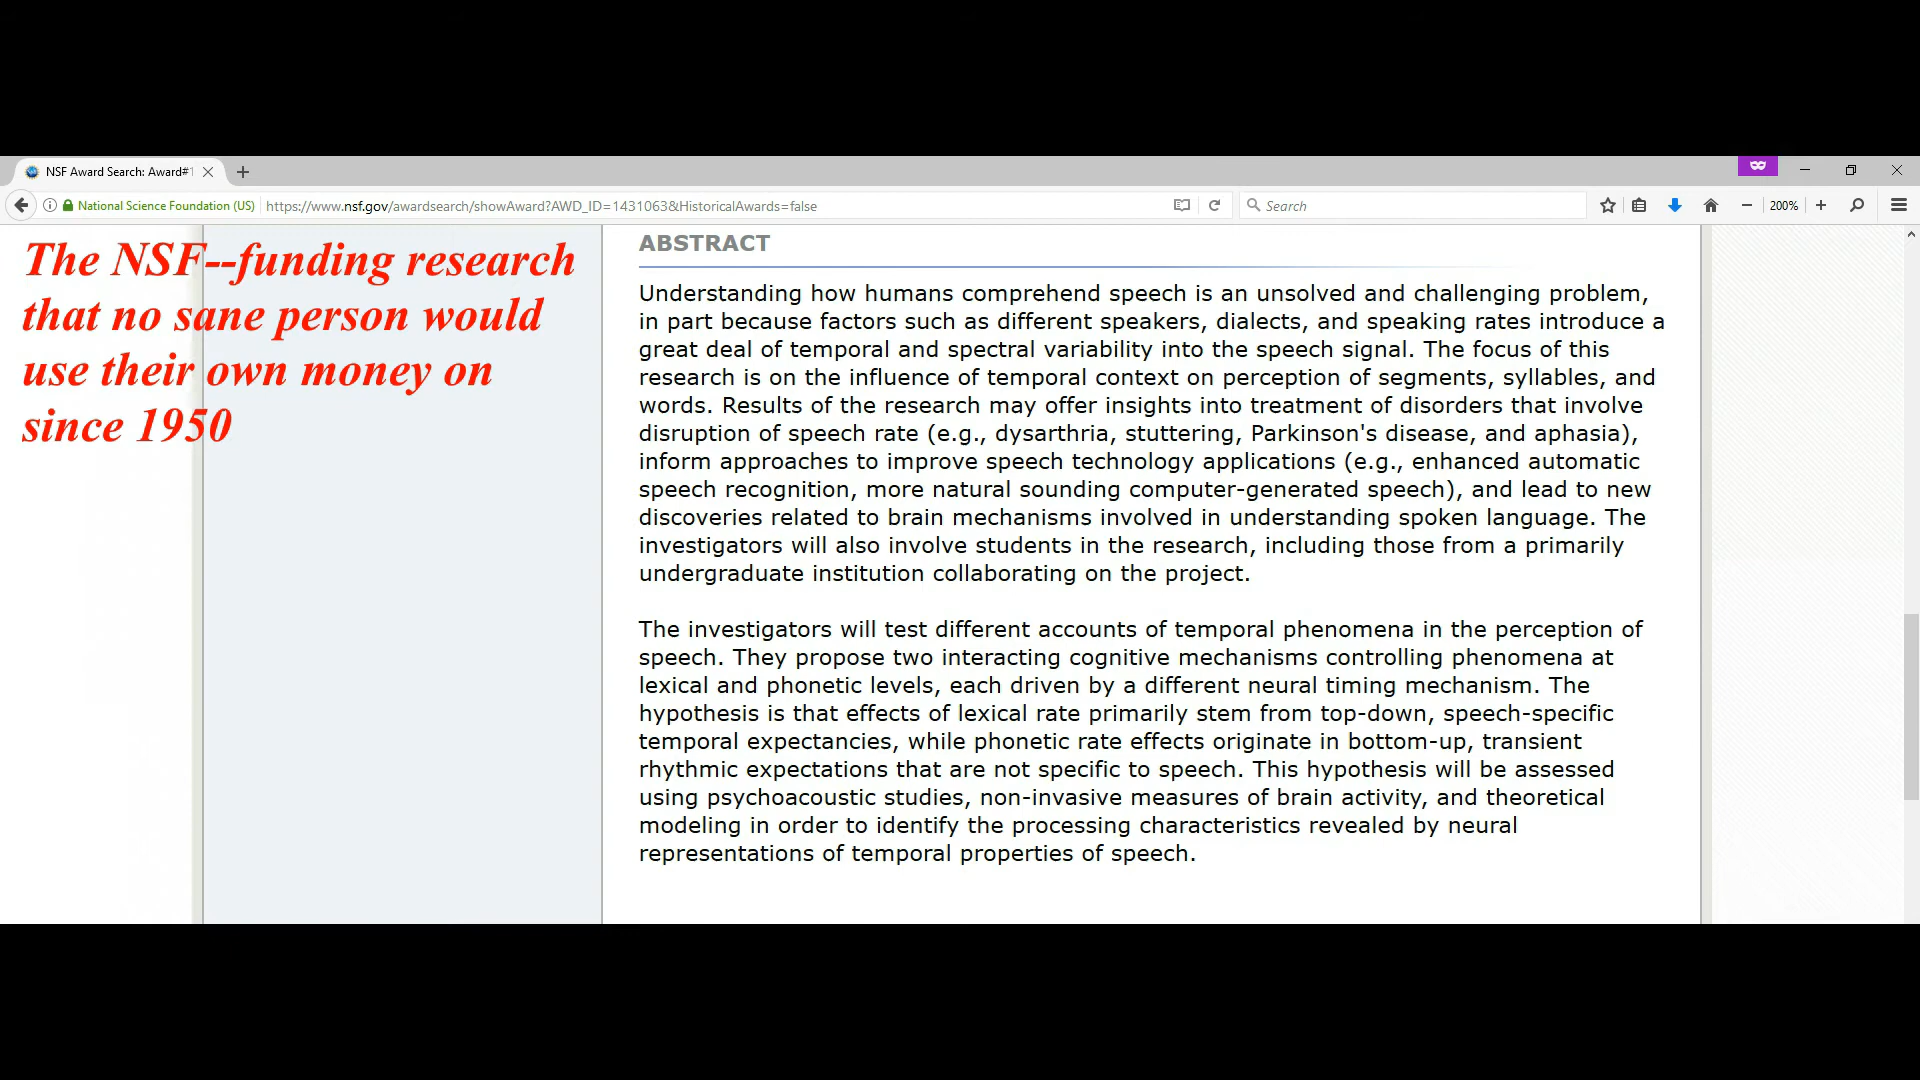 NSF Award Search: Award#1
National Science Foundation (US)
https://www.nsf.gov/awardsearch/showAward?AWD_ID=1431063&HistoricalAwards=false
Search
200%
The NSF--funding research
that no sane person would
use their own money on
since 1950
ABSTRACT
Understanding how humans comprehend speech is an unsolved and challenging problem,
in part because factors such as different speakers, dialects, and speaking rates introduce a
great deal of temporal and spectral variability into the speech signal. The focus of this
research is on the influence of temporal context on perception of segments, syllables, and
words. Results of the research may offer insights into treatment of disorders that involve
disruption of speech rate (e.g., dysarthria, stuttering, Parkinson's disease, and aphasia),
inform approaches to improve speech technology applications (e.g., enhanced automatic
speech recognition, more natural sounding computer-generated speech), and lead to new
discoveries related to brain mechanisms involved in understanding spoken language. The
investigators will also involve students in the research, including those from a primarily
undergraduate institution collaborating on the project.
The investigators will test different accounts of temporal phenomena in the perception of
speech. They propose two interacting cognitive mechanisms controlling phenomena at
lexical and phonetic levels, each driven by a different neural timing mechanism. The
hypothesis is that effects of lexical rate primarily stem from top-down, speech-specific
temporal expectancies, while phonetic rate effects originate in bottom-up, transient
rhythmic expectations that are not specific to speech. This hypothesis will be assessed
using psychoacoustic studies, non-invasive measures of brain activity, and theoretical
modeling in order to identify the processing characteristics revealed by neural
representations of temporal properties of speech.